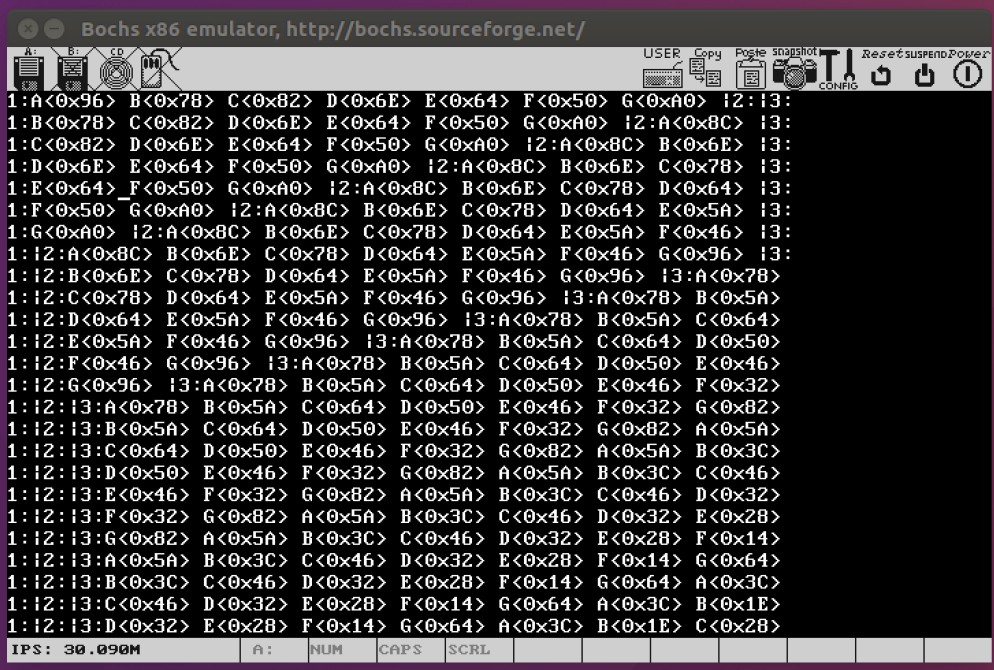 Bochs x86 emulator, http://bochs.sourceforge.net/
A: B: CD USER Copy Paste snapshot CONFIG Reset SUSPEND Power
1:A<0x96> B<0x78> C<0x82> D<0x6E> E<0x64> F<0x50> G<0xA0> |2:|3:
1:B<0x78> C<0x82> D<0x6E> E<0x64> F<0x50> G<0xA0> |2:A<0x8C> |3:
1:C<0x82> D<0x6E> E<0x64> F<0x50> G<0xA0> |2:A<0x8C> B<0x6E> |3:
1:D<0x6E> E<0x64> F<0x50> G<0xA0> |2:A<0x8C> B<0x6E> C<0x78> |3:
1:E<0x64>_F<0x50> G<0xA0> |2:A<0x8C> B<0x6E> C<0x78> D<0x64> |3:
1:F<0x50> G<0xA0> |2:A<0x8C> B<0x6E> C<0x78> D<0x64> E<0x5A> |3:
1:G<0xA0> |2:A<0x8C> B<0x6E> C<0x78> D<0x64> E<0x5A> F<0x46> |3:
1:|2:A<0x8C> B<0x6E> C<0x78> D<0x64> E<0x5A> F<0x46> G<0x96> |3:
1:|2:B<0x6E> C<0x78> D<0x64> E<0x5A> F<0x46> G<0x96> |3:A<0x78>
1:|2:C<0x78> D<0x64> E<0x5A> F<0x46> G<0x96> |3:A<0x78> B<0x5A>
1:|2:D<0x64> E<0x5A> F<0x46> G<0x96> |3:A<0x78> B<0x5A> C<0x64>
1:|2:E<0x5A> F<0x46> G<0x96> |3:A<0x78> B<0x5A> C<0x64> D<0x50>
1:|2:F<0x46> G<0x96> |3:A<0x78> B<0x5A> C<0x64> D<0x50> E<0x46>
1:|2:G<0x96> |3:A<0x78> B<0x5A> C<0x64> D<0x50> E<0x46> F<0x32>
1:|2:|3:A<0x78> B<0x5A> C<0x64> D<0x50> E<0x46> F<0x32> G<0x82>
1:|2:|3:B<0x5A> C<0x64> D<0x50> E<0x46> F<0x32> G<0x82> A<0x5A>
1:|2:|3:C<0x64> D<0x50> E<0x46> F<0x32> G<0x82> A<0x5A> B<0x3C>
1:|2:|3:D<0x50> E<0x46> F<0x32> G<0x82> A<0x5A> B<0x3C> C<0x46>
1:|2:|3:E<0x46> F<0x32> G<0x82> A<0x5A> B<0x3C> C<0x46> D<0x32>
1:|2:|3:F<0x32> G<0x82> A<0x5A> B<0x3C> C<0x46> D<0x32> E<0x28>
1:|2:|3:G<0x82> A<0x5A> B<0x3C> C<0x46> D<0x32> E<0x28> F<0x14>
1:|2:|3:A<0x5A> B<0x3C> C<0x46> D<0x32> E<0x28> F<0x14> G<0x64>
1:|2:|3:B<0x3C> C<0x46> D<0x32> E<0x28> F<0x14> G<0x64> A<0x3C>
1:|2:|3:C<0x46> D<0x32> E<0x28> F<0x14> G<0x64> A<0x3C> B<0x1E>
1:|2:|3:D<0x32> E<0x28> F<0x14> G<0x64> A<0x3C> B<0x1E> C<0x28>
IPS: 30.090M A: NUM CAPS SCRL